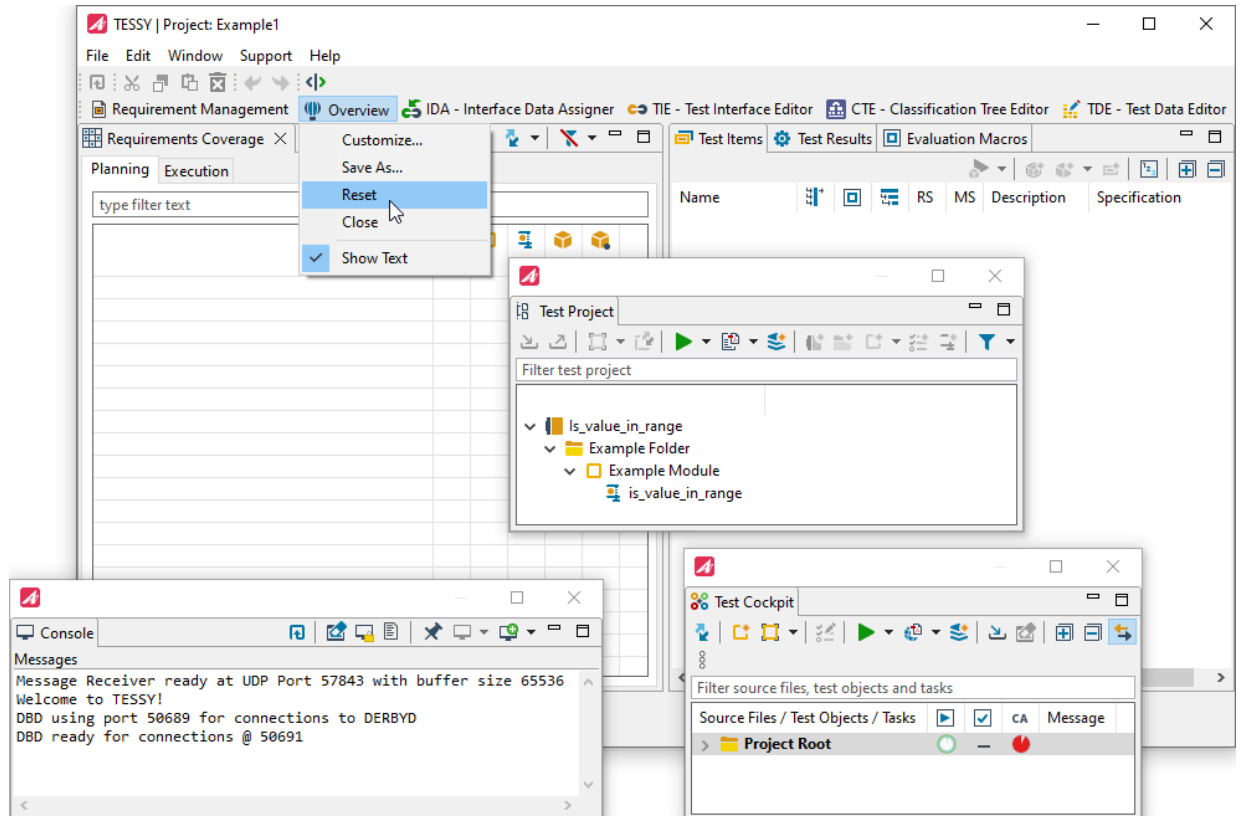 TESSY | Project: Example1
File Edit Window Support Help
Requirement Management Overview IDA - Interface Data Assigner TIE - Test Interface Editor CTE - Classification Tree Editor TDE - Test Data Editor
Requirements Coverage
Planning Execution
type filter text
Customize...
Save As...
Reset
Close
Show Text
Test Items Test Results Evaluation Macros
Name RS MS Description Specification
Test Project
Filter test project
Is_value_in_range
Example Folder
Example Module
is_value_in_range
Console
Messages
Message Receiver ready at UDP Port 57843 with buffer size 65536
Welcome to TESSY!
DBD using port 50689 for connections to DERBYD
DBD ready for connections @ 50691
Test Cockpit
Filter source files, test objects and tasks
Source Files / Test Objects / Tasks CA Message
Project Root